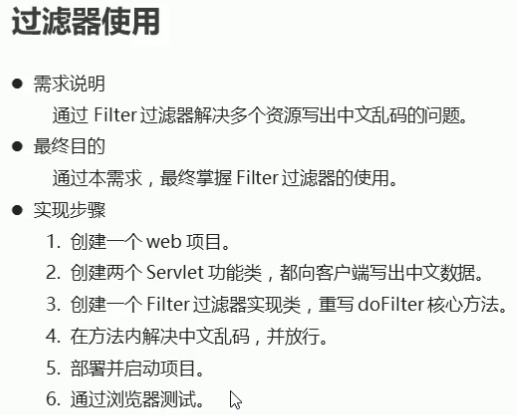 过滤器使用
● 需求说明
通过 Filter 过滤器解决多个资源写出中文乱码的问题。
● 最终目的
通过本需求，最终掌握 Filter 过滤器的使用。
● 实现步骤
1. 创建一个 web 项目。
2. 创建两个 Servlet 功能类，都向客户端写出中文数据。
3. 创建一个 Filter 过滤器实现类，重写 doFilter 核心方法。
4. 在方法内解决中文乱码，并放行。
5. 部署并启动项目。
6. 通过浏览器测试。